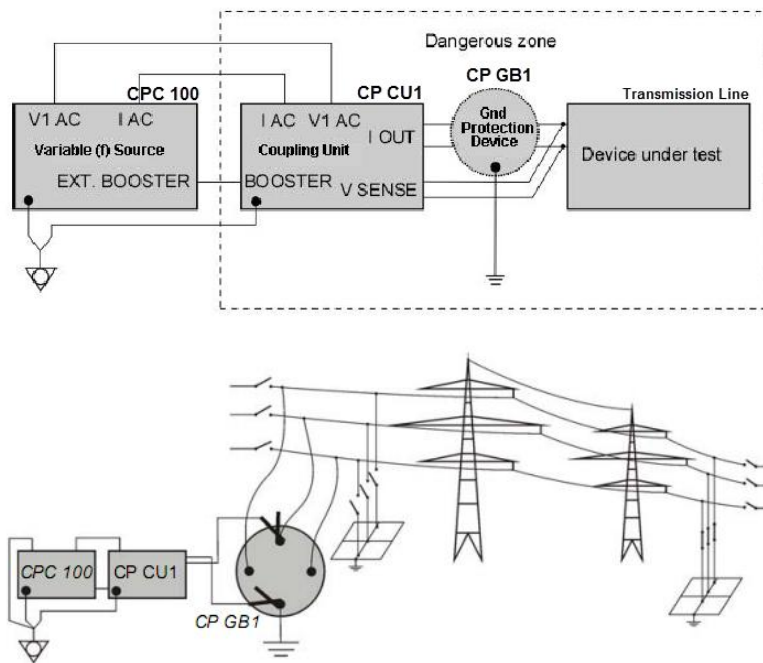 Dangerous zone
CPC 100
CP CU1
CP GB1
Transmission Line
V1 AC I AC
Variable (f) Source
EXT. BOOSTER
I AC V1 AC
Coupling Unit
I OUT
BOOSTER
V SENSE
Gnd
Protection
Device
Device under test
CPC 100
CP CU1
CP GB1